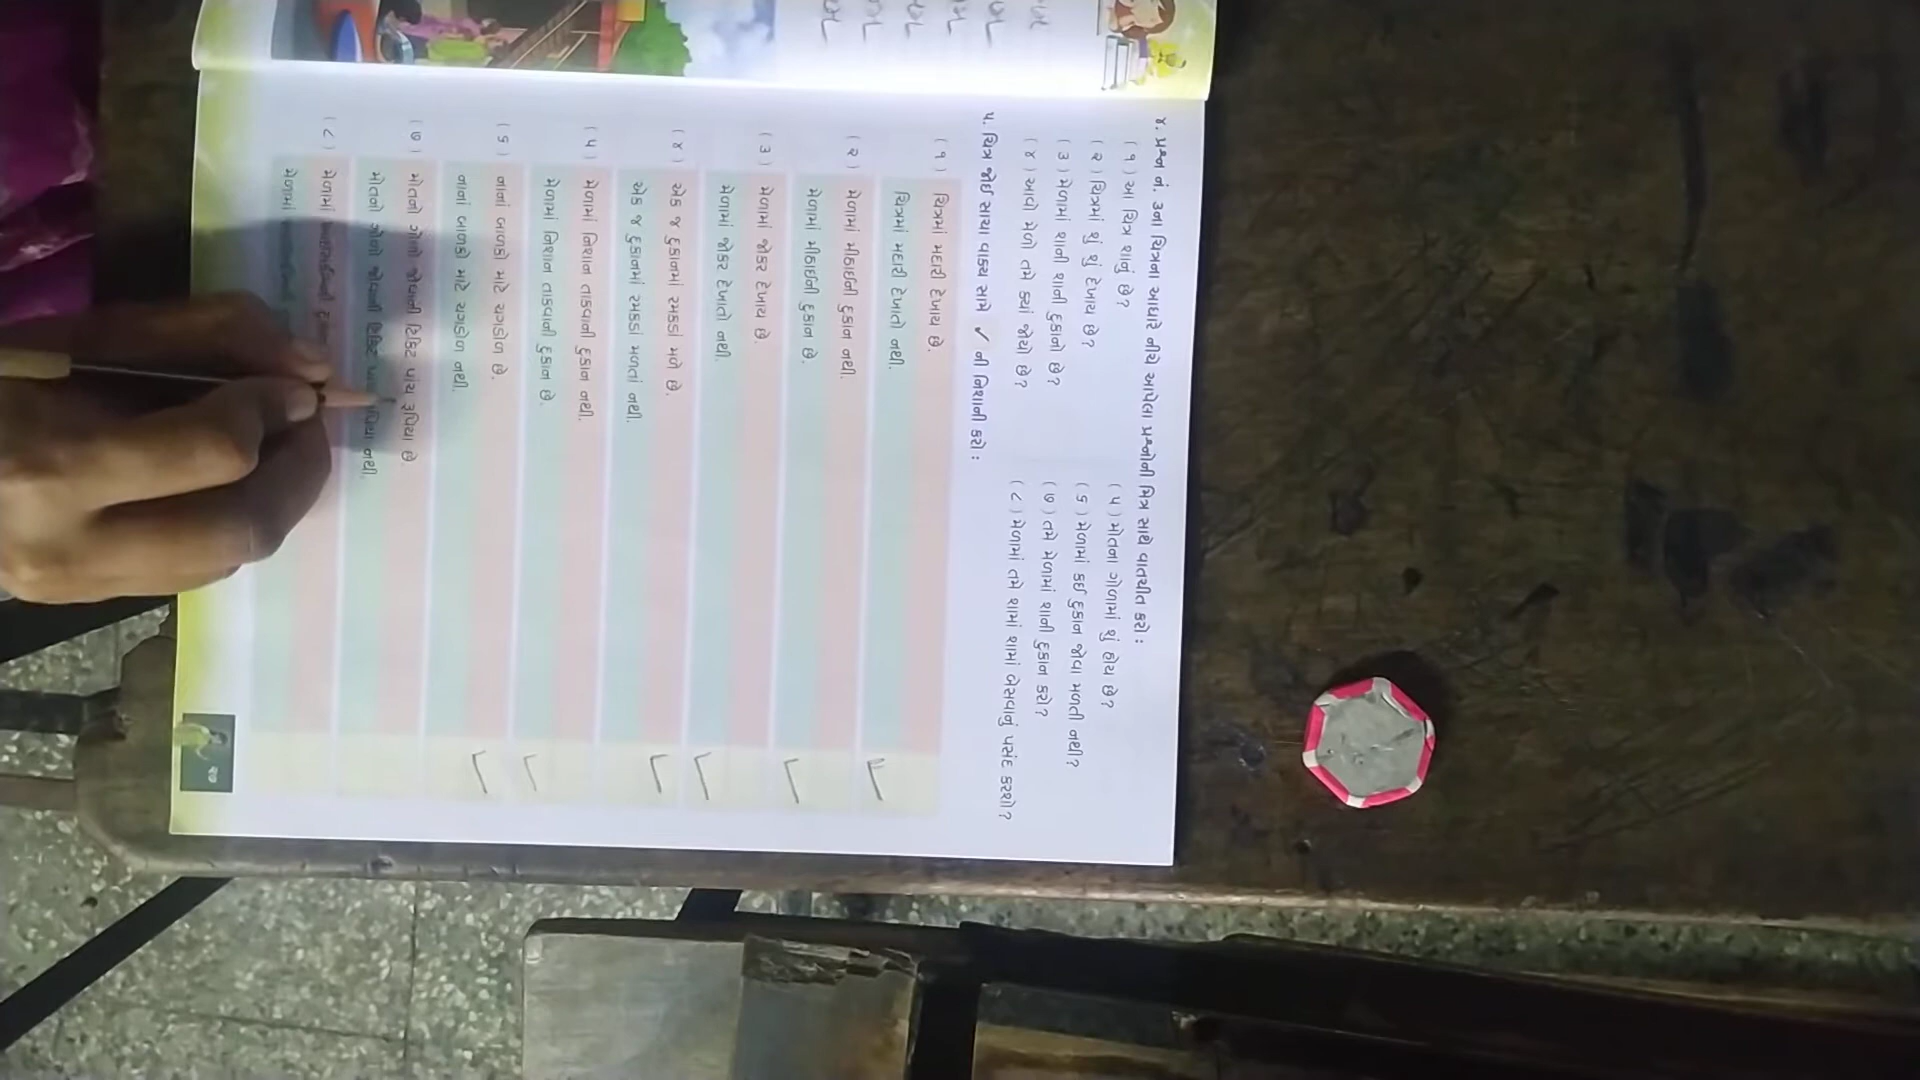 ૪. પ્રશ્ન નં. ૩ના ચિત્રના આધારે નીચે આપેલા પ્રશ્નોની મિત્ર સાથે વાતચીત કરો :
( ૧ ) આ ચિત્ર શાનું છે?
( ૨ ) ચિત્રમાં શું શું દેખાય છે?
( ૩ ) મેળામાં શાની શાની દુકાનો છે?
( ૪ ) આવો મેળો તમે ક્યાં જોયો છે?
( ૫ ) મોતના ગોળામાં શું હોય છે?
( ૬ ) મેળામાં કઈ દુકાન જોવા મળતી નથી?
( ૭ ) તમે મેળામાં શાની દુકાન કરો?
( ૮ ) મેળામાં તમે શામાં શામાં બેસવાનું પસંદ કરશો?
૫. ચિત્ર જોઈ સાચા વાક્ય સામે ✓ ની નિશાની કરો :
( ૧ ) ચિત્રમાં મદારી દેખાય છે.
ચિત્રમાં મદારી દેખાતો નથી.
( ૨ ) મેળામાં મીઠાઈની દુકાન નથી.
મેળામાં મીઠાઈની દુકાન છે.
( ૩ ) મેળામાં જોકર દેખાય છે.
મેળામાં જોકર દેખાતો નથી.
( ૪ ) એક જ દુકાનમાં રમકડાં મળે છે.
એક જ દુકાનમાં રમકડાં મળતાં નથી.
( ૫ ) મેળામાં નિશાન તાકવાની દુકાન નથી.
મેળામાં નિશાન તાકવાની દુકાન છે.
( ૬ ) નાનાં બાળકો માટે ચગડોળ છે.
નાનાં બાળકો માટે ચગડોળ નથી.
( ૭ ) મોતનો ગોળો જોવાની ટિકિટ પાંચ રૂપિયા છે.
મોતનો ગોળો જોવાની ટિકિટ નથી.
( ૮ ) મેળામાં
મેળામાં
૨૭